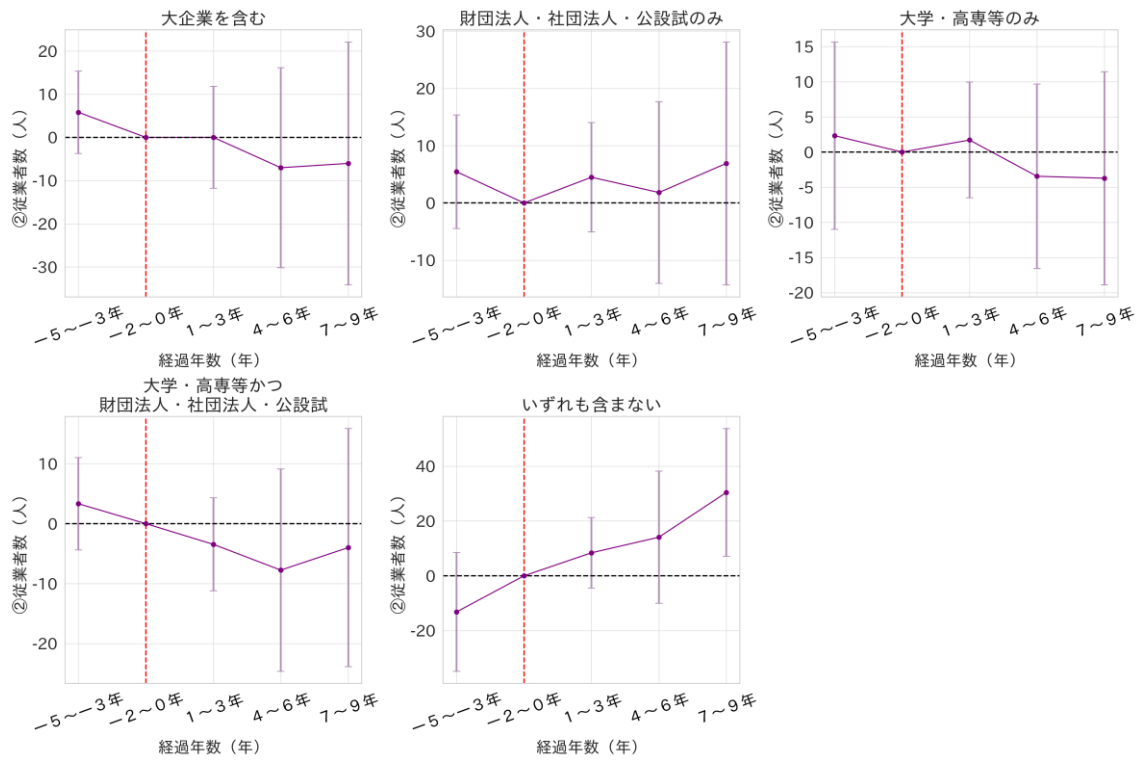 大企業を含む
②従業者数（人）
20
10
0
-10
-20
-30
－5～－3年
－2～0年
1～3年
4～6年
7～9年
経過年数（年）
財団法人・社団法人・公設試のみ
②従業者数（人）
30
20
10
0
-10
－5～－3年
－2～0年
1～3年
4～6年
7～9年
経過年数（年）
大学・高専等のみ
②従業者数（人）
15
10
5
0
-5
-10
-15
-20
－5～－3年
－2～0年
1～3年
4～6年
7～9年
経過年数（年）
大学・高専等かつ
財団法人・社団法人・公設試
②従業者数（人）
10
0
-10
-20
－5～－3年
－2～0年
1～3年
4～6年
7～9年
経過年数（年）
いずれも含まない
②従業者数（人）
40
20
0
-20
－5～－3年
－2～0年
1～3年
4～6年
7～9年
経過年数（年）